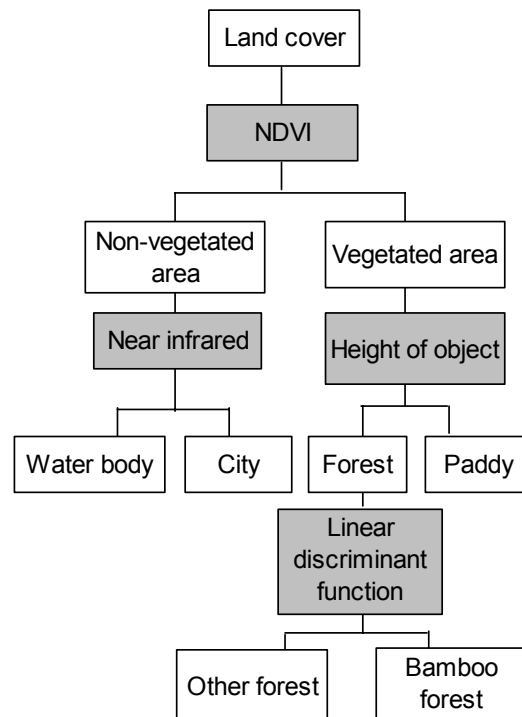 Land cover
NDVI
Non-vegetated
area
Vegetated area
Near infrared
Height of object
Water body
City
Forest
Paddy
Linear
discriminant
function
Other forest
Bamboo
forest